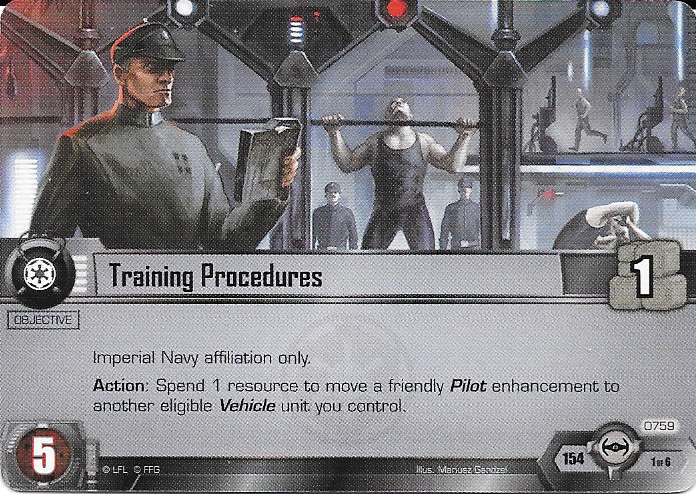 Training Procedures
1
OBJECTIVE
Imperial Navy affiliation only.
Action: Spend 1 resource to move a friendly Pilot enhancement to
another eligible Vehicle unit you control.
5
© LFL © FFG
Illus. Mariusz Gandzel
0759
154
1 of 6